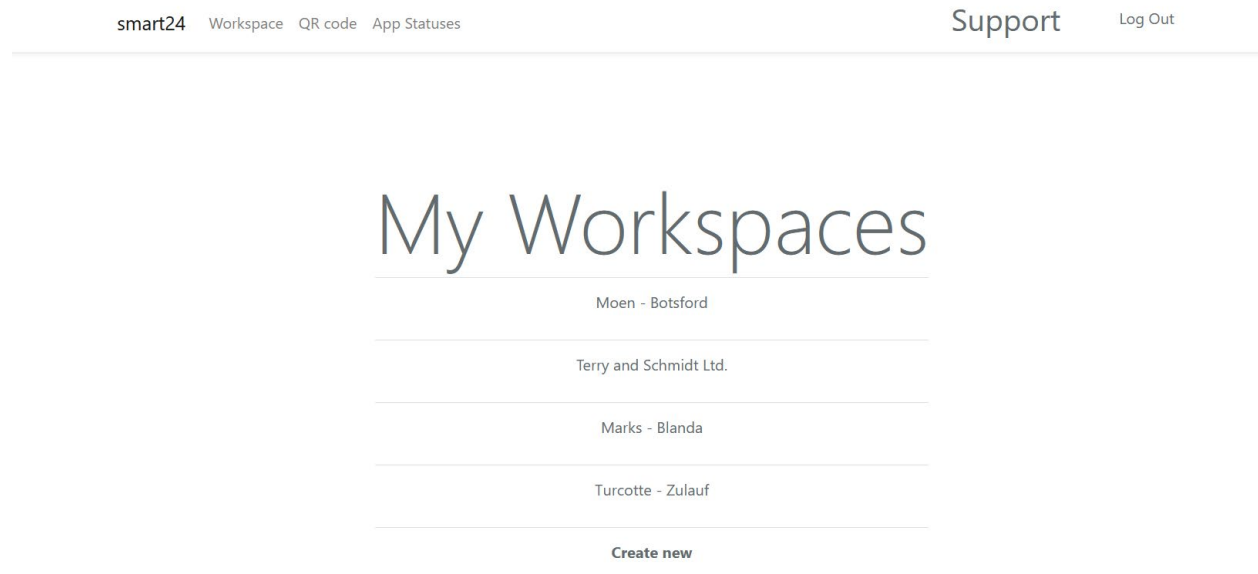 smart24 Workspace QR code App Statuses Support Log Out
My Workspaces
Moen - Botsford
Terry and Schmidt Ltd.
Marks - Blanda
Turcotte - Zulauf
Create new